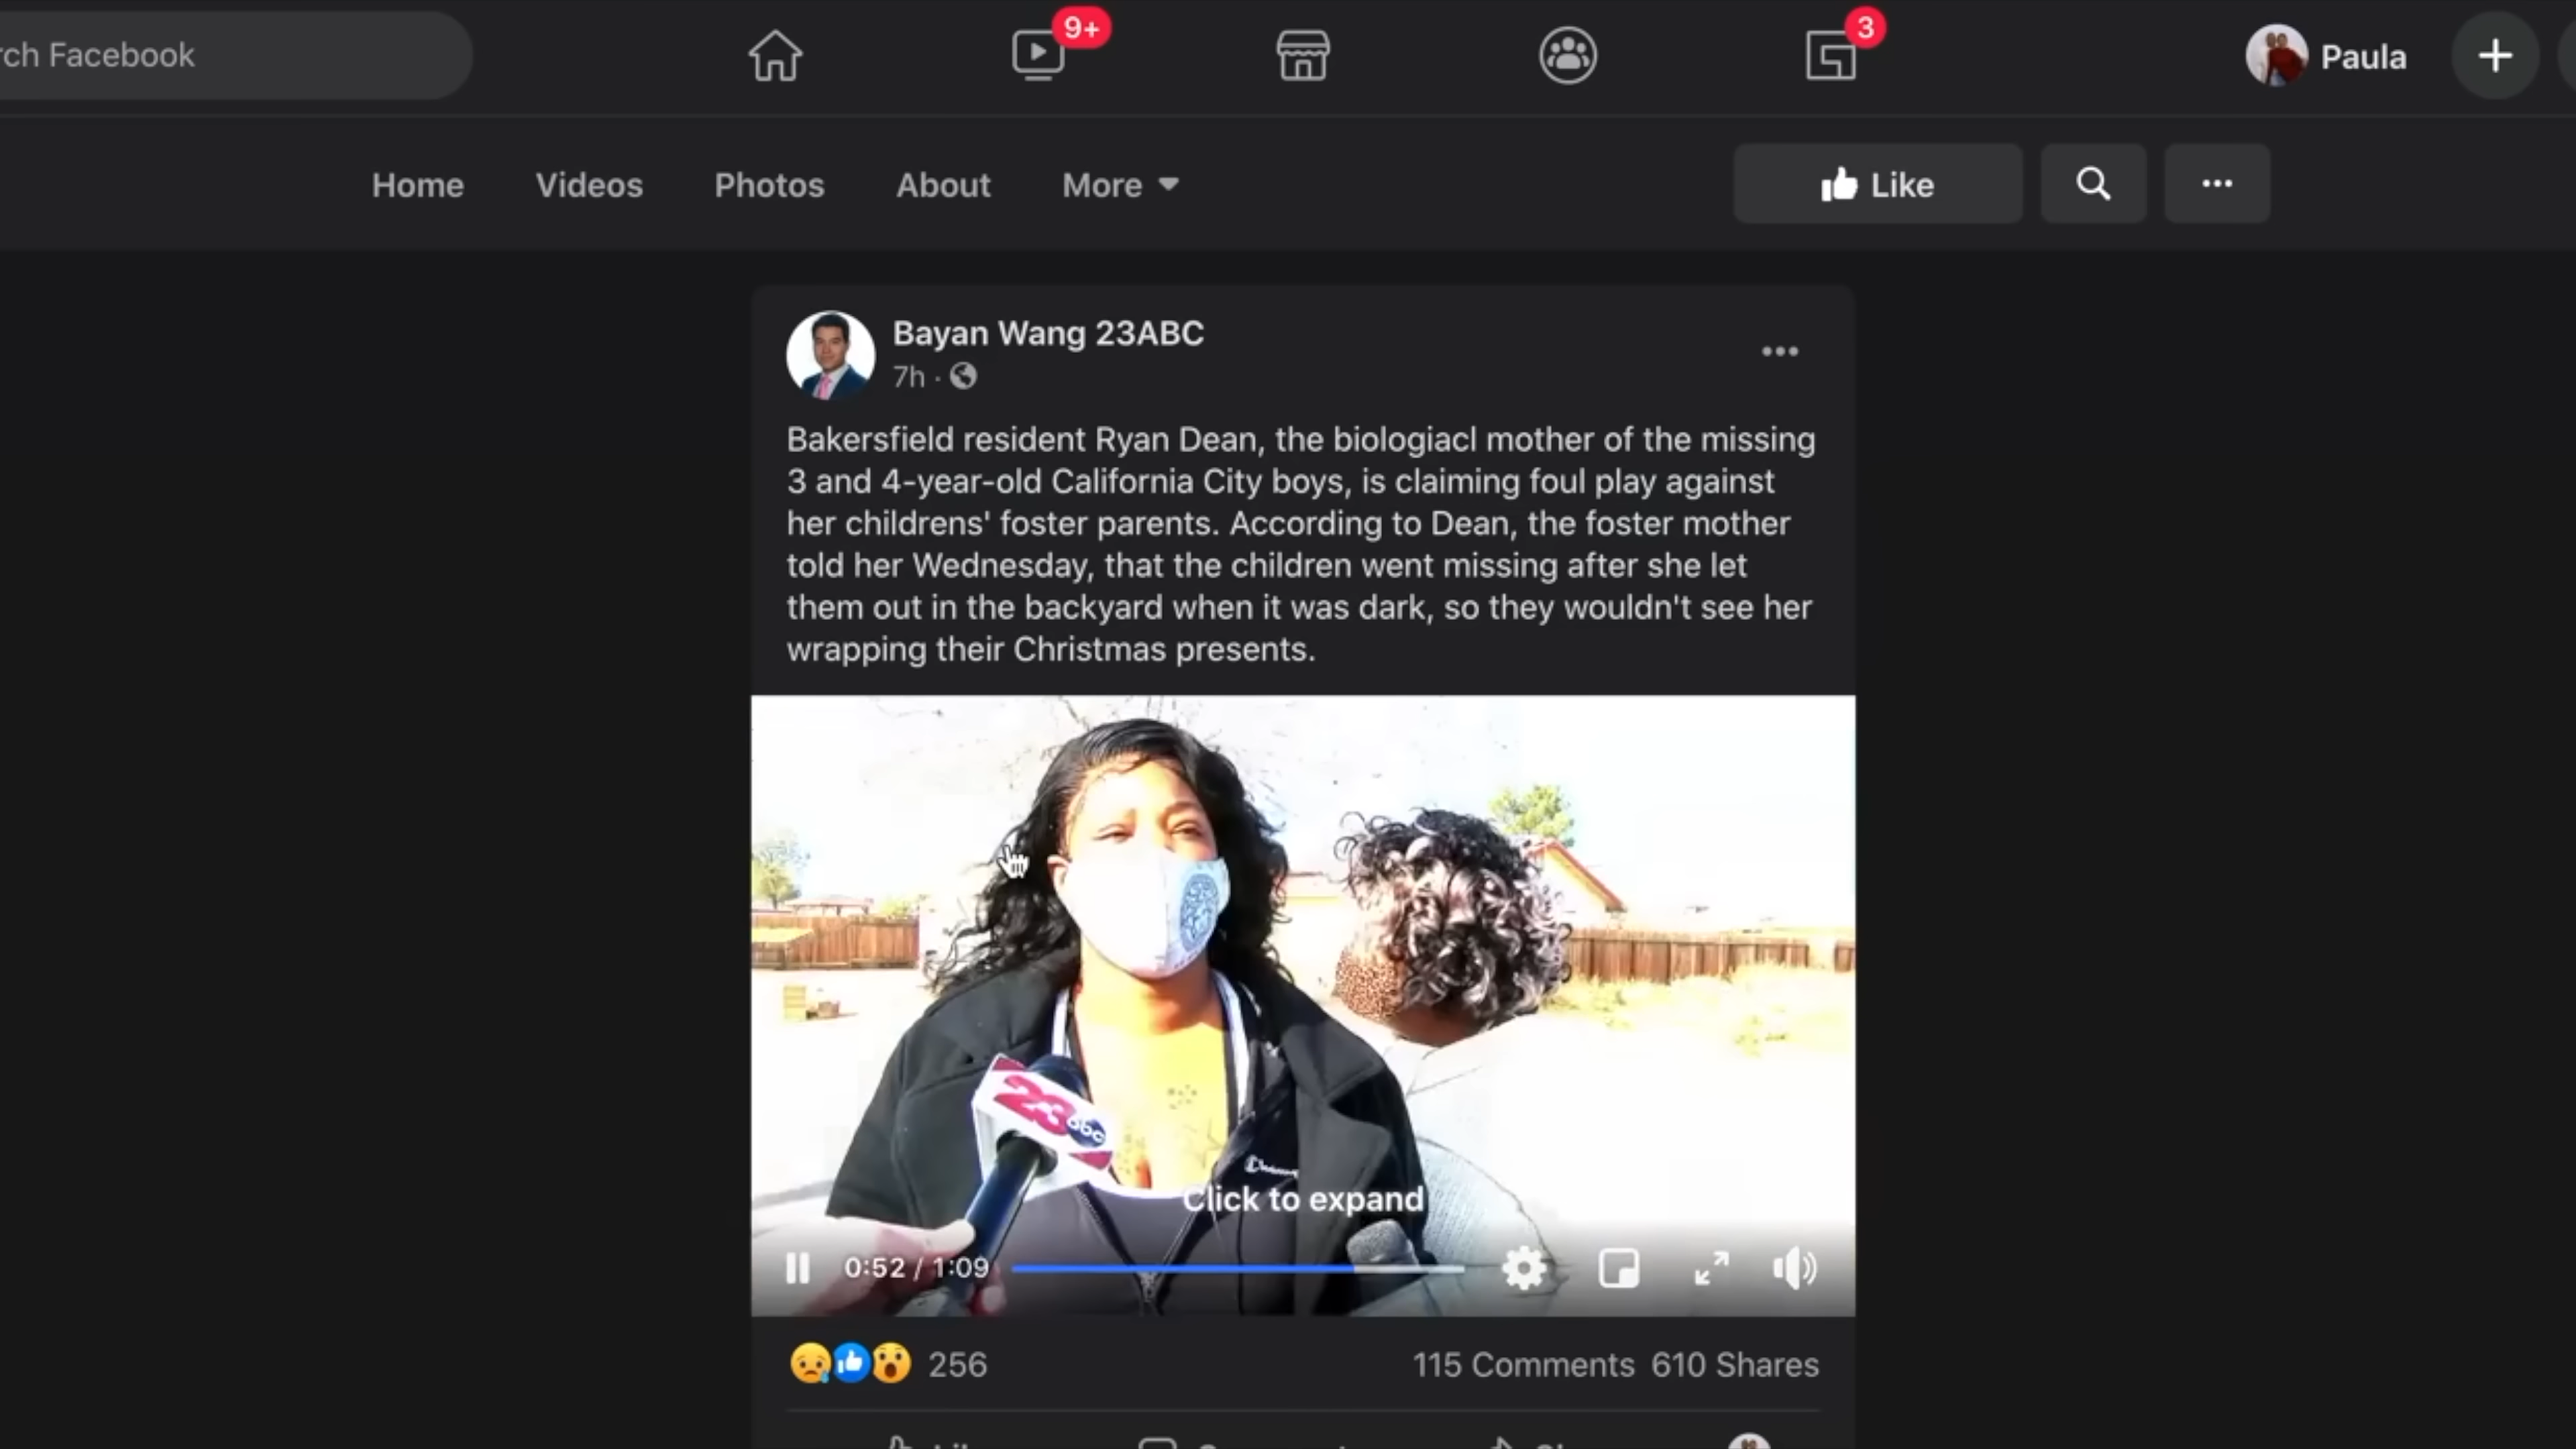 rch Facebook
9+
3
Paula
Home Videos Photos About More
Like
Bayan Wang 23ABC
7h ·
Bakersfield resident Ryan Dean, the biologiacl mother of the missing
3 and 4-year-old California City boys, is claiming foul play against
her childrens' foster parents. According to Dean, the foster mother
told her Wednesday, that the children went missing after she let
them out in the backyard when it was dark, so they wouldn't see her
wrapping their Christmas presents.
23
abc
Click to expand
0:52 / 1:09
256
115 Comments 610 Shares